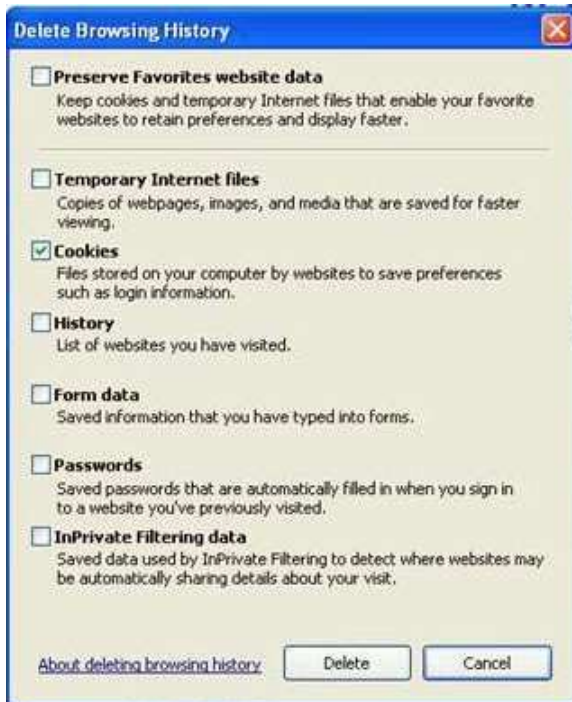 Delete Browsing History
Preserve Favorites website data
Keep cookies and temporary Internet files that enable your favorite
websites to retain preferences and display faster.
Temporary Internet files
Copies of webpages, images, and media that are saved for faster
viewing.
Cookies
Files stored on your computer by websites to save preferences
such as login information.
History
List of websites you have visited.
Form data
Saved information that you have typed into forms.
Passwords
Saved passwords that are automatically filled in when you sign in
to a website you've previously visited.
InPrivate Filtering data
Saved data used by InPrivate Filtering to detect where websites may
be automatically sharing details about your visit.
About deleting browsing history Delete Cancel